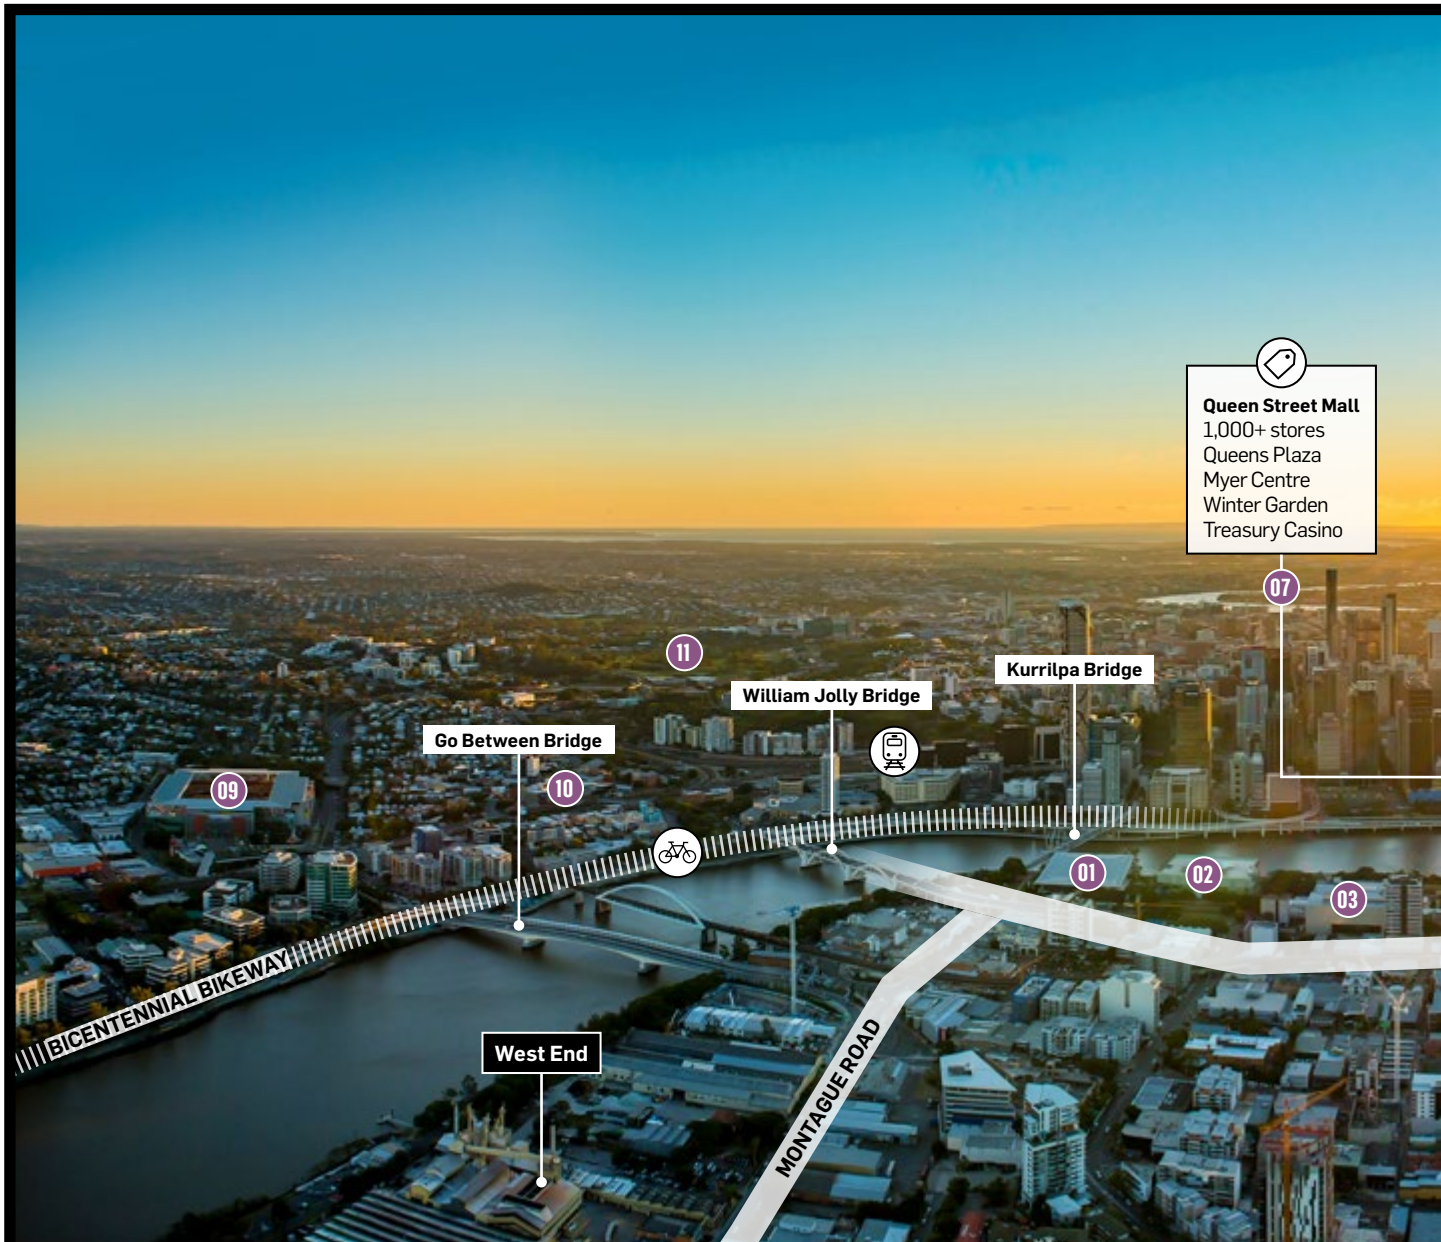 Queen Street Mall
1,000+ stores
Queens Plaza
Myer Centre
Winter Garden
Treasury Casino
07
11
Kurrilpa Bridge
William Jolly Bridge
Go Between Bridge
09
10
01
02
03
BICENTENNIAL BIKEWAY
West End
MONTAGUE ROAD